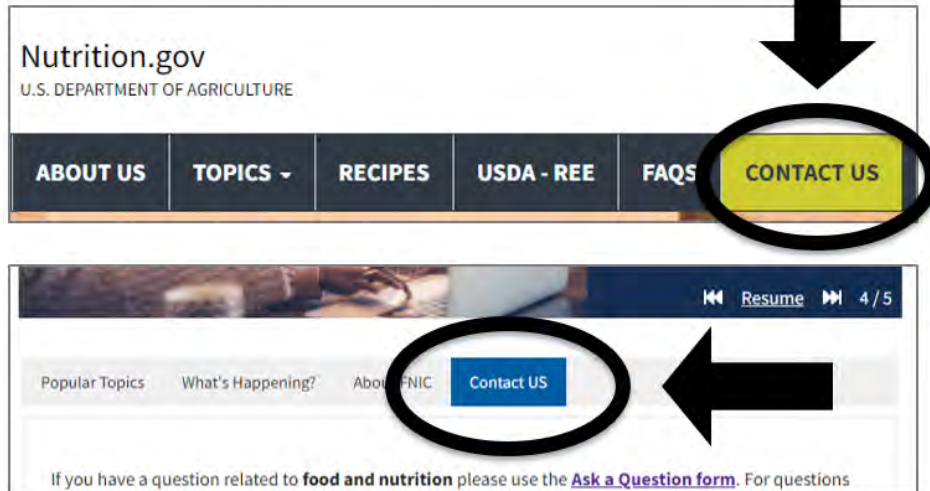 Nutrition.gov
U.S. DEPARTMENT OF AGRICULTURE
ABOUT US TOPICS RECIPES USDA - REE FAQS CONTACT US
Resume 4/5
Popular Topics What's Happening? About FNIC Contact US
If you have a question related to food and nutrition please use the Ask a Question form. For questions